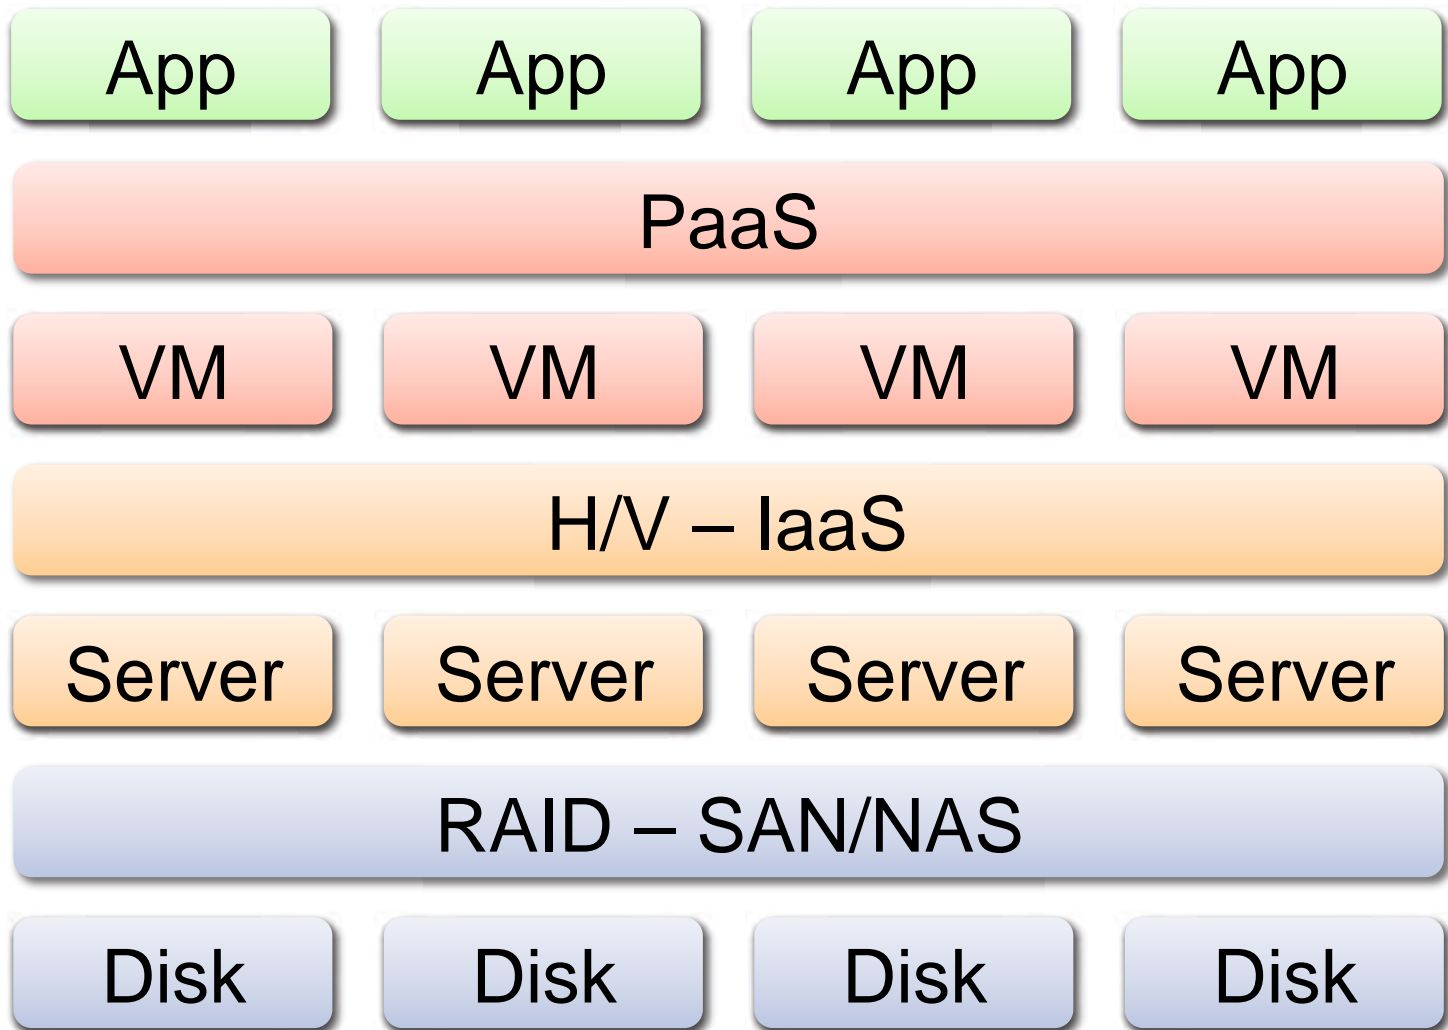 App App App App
PaaS
VM VM VM VM
H/V – IaaS
Server Server Server Server
RAID – SAN/NAS
Disk Disk Disk Disk